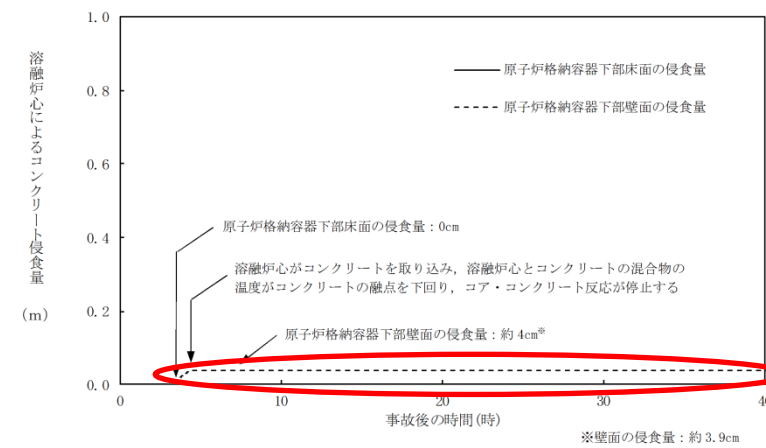 1.0
原子炉格納容器下部床面の侵食量
0.8
原子炉格納容器下部壁面の侵食量
0.6
溶融炉心によるコンクリート侵食量
(m)
0.4
原子炉格納容器下部床面の侵食量：0cm
溶融炉心がコンクリートを取り込み，溶融炉心とコンクリートの混合物の
温度がコンクリートの融点を下回り，コア・コンクリート反応が停止する
0.2
原子炉格納容器下部壁面の侵食量：約4cm※
0.0
0 10 20 30 40
事故後の時間(時)
※壁面の侵食量：約3.9cm